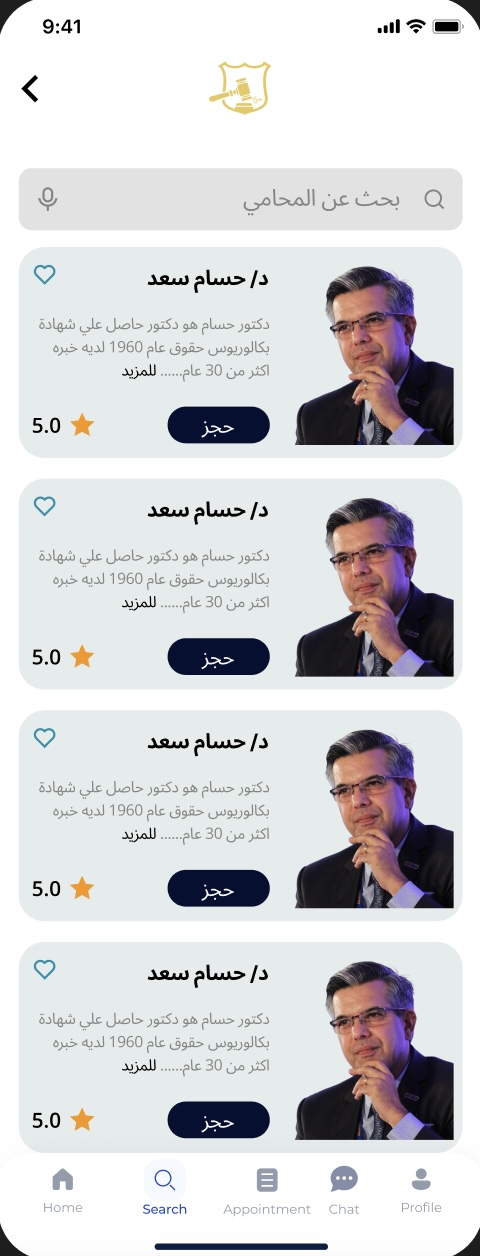 9:41
بحث عن المحامي
د/ حسام سعد
دكتور حسام هو دكتور حاصل علي شهادة
بكالوريوس حقوق عام 1960 لديه خبره
اكثر من 30 عام...... للمزيد
حجز
5.0
د/ حسام سعد
دكتور حسام هو دكتور حاصل علي شهادة
بكالوريوس حقوق عام 1960 لديه خبره
اكثر من 30 عام...... للمزيد
حجز
5.0
د/ حسام سعد
دكتور حسام هو دكتور حاصل علي شهادة
بكالوريوس حقوق عام 1960 لديه خبره
اكثر من 30 عام...... للمزيد
حجز
5.0
د/ حسام سعد
دكتور حسام هو دكتور حاصل علي شهادة
بكالوريوس حقوق عام 1960 لديه خبره
اكثر من 30 عام...... للمزيد
حجز
5.0
Home
Search
Appointment
Chat
Profile